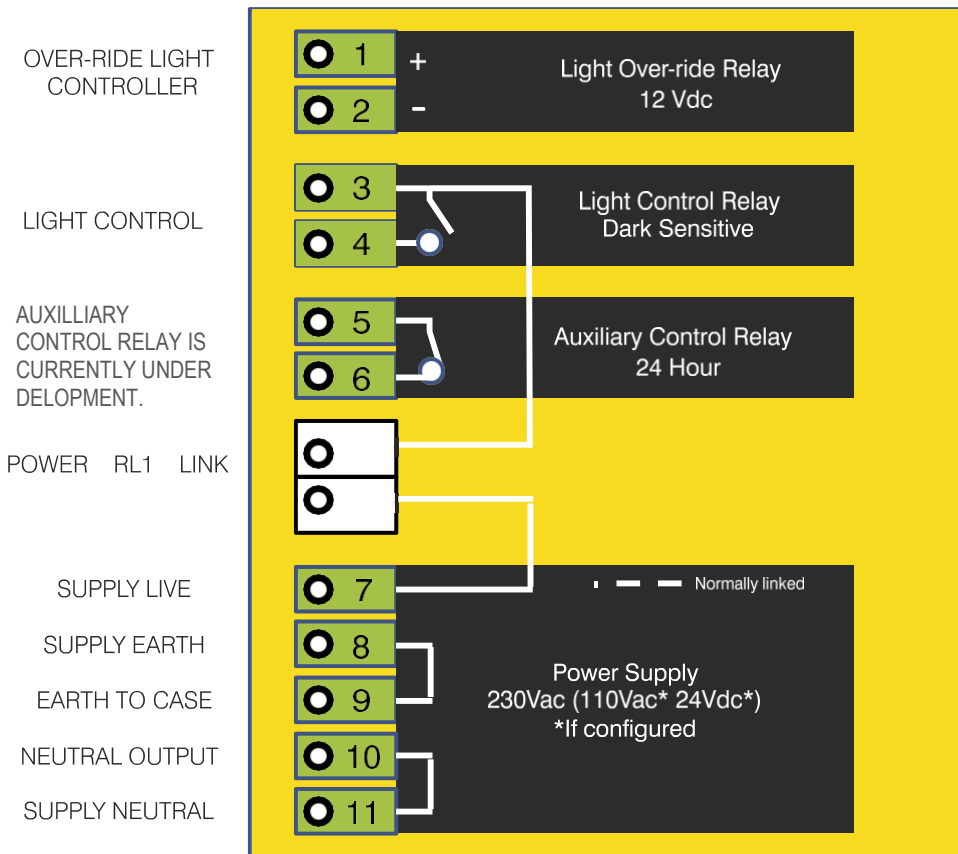 OVER-RIDE LIGHT
CONTROLLER
1
+
2
-
Light Over-ride Relay
12 Vdc
LIGHT CONTROL
3
4
Light Control Relay
Dark Sensitive
AUXILLIARY
CONTROL RELAY IS
CURRENTLY UNDER
DELOPMENT.
5
6
Auxiliary Control Relay
24 Hour
POWER RL1 LINK
SUPPLY LIVE
7
Normally linked
SUPPLY EARTH
8
EARTH TO CASE
9
NEUTRAL OUTPUT
10
SUPPLY NEUTRAL
11
Power Supply
230Vac (110Vac* 24Vdc*)
*If configured